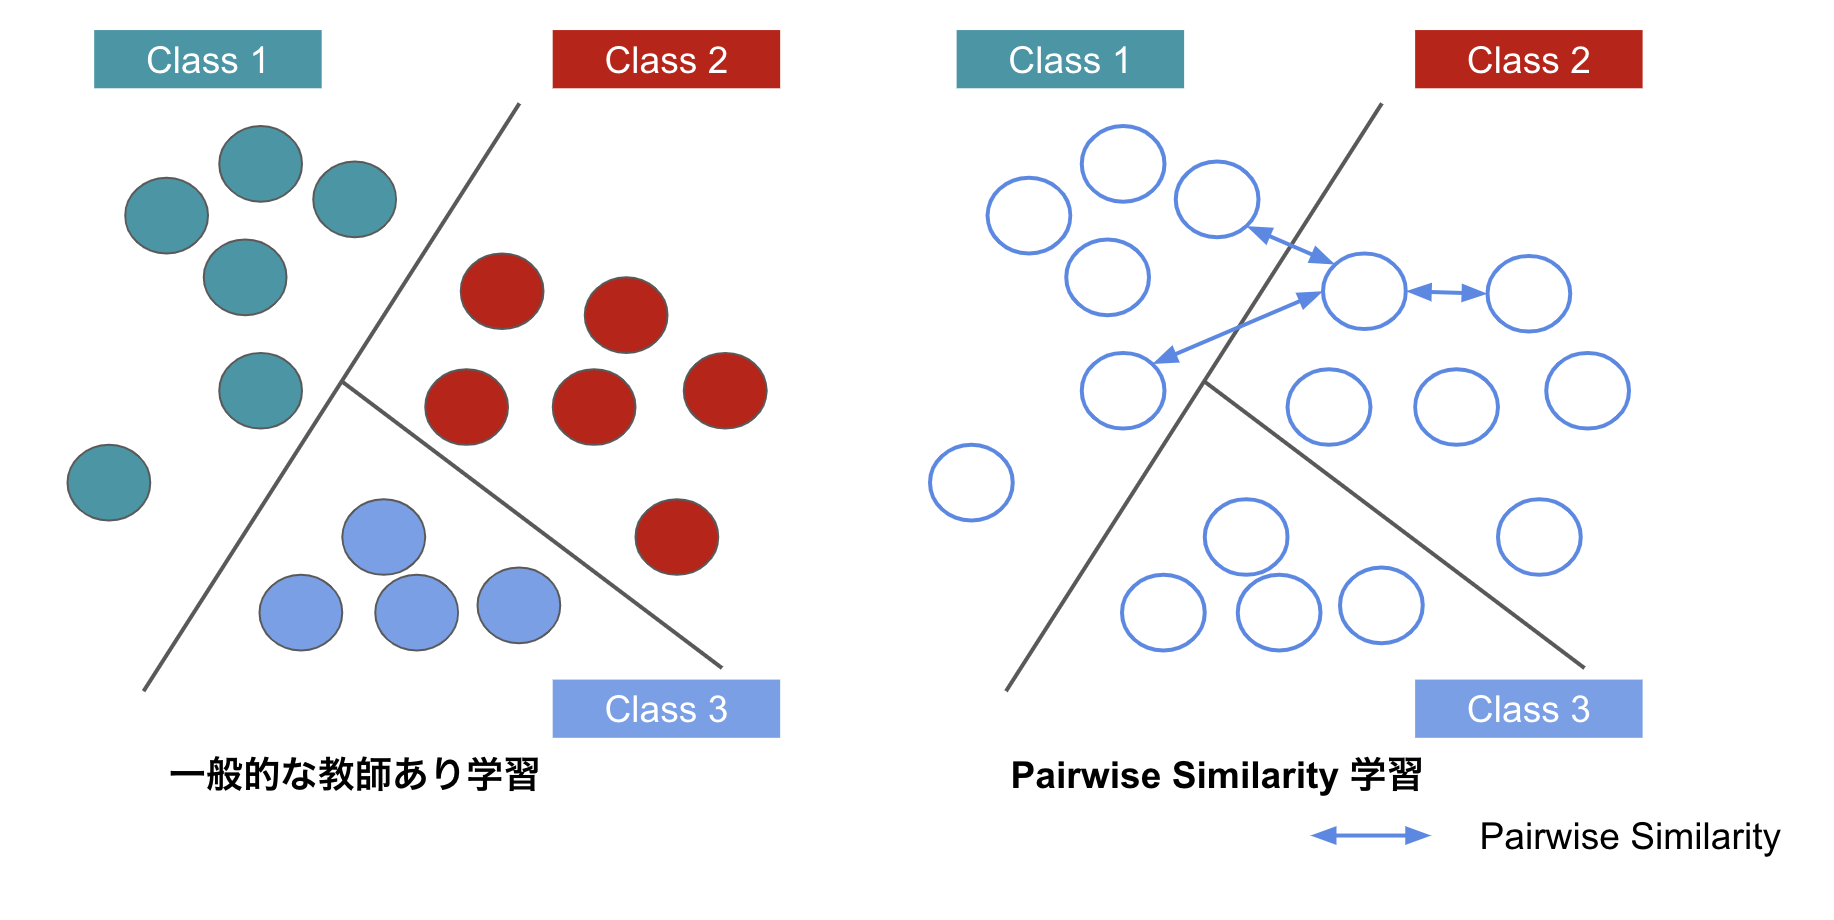 Class 1
Class 2
Class 3
一般的な教師あり学習
Class 1
Class 2
Class 3
Pairwise Similarity 学習
Pairwise Similarity